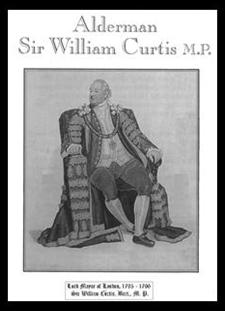 Alderman
Sir William Curtis M.P.
Lord Mayor of London, 1795 - 1796
Sir William Curtis, Bart., M. P.